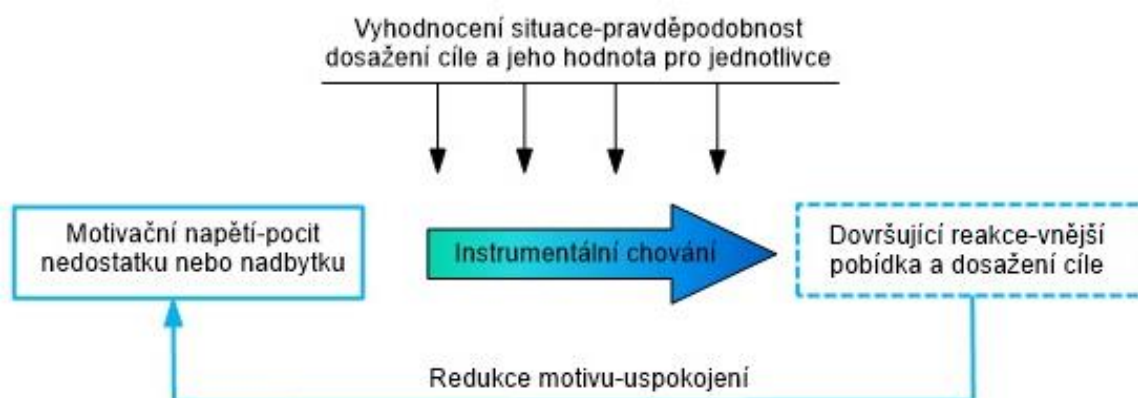 Vyhodnocení situace-pravděpodobnost
dosažení cíle a jeho hodnota pro jednotlivce
Motivační napětí-pocit
nedostatku nebo nadbytku
Instrumentální chování
Dovršující reakce-vnější
pobídka a dosažení cíle
Redukce motivu-uspokojení